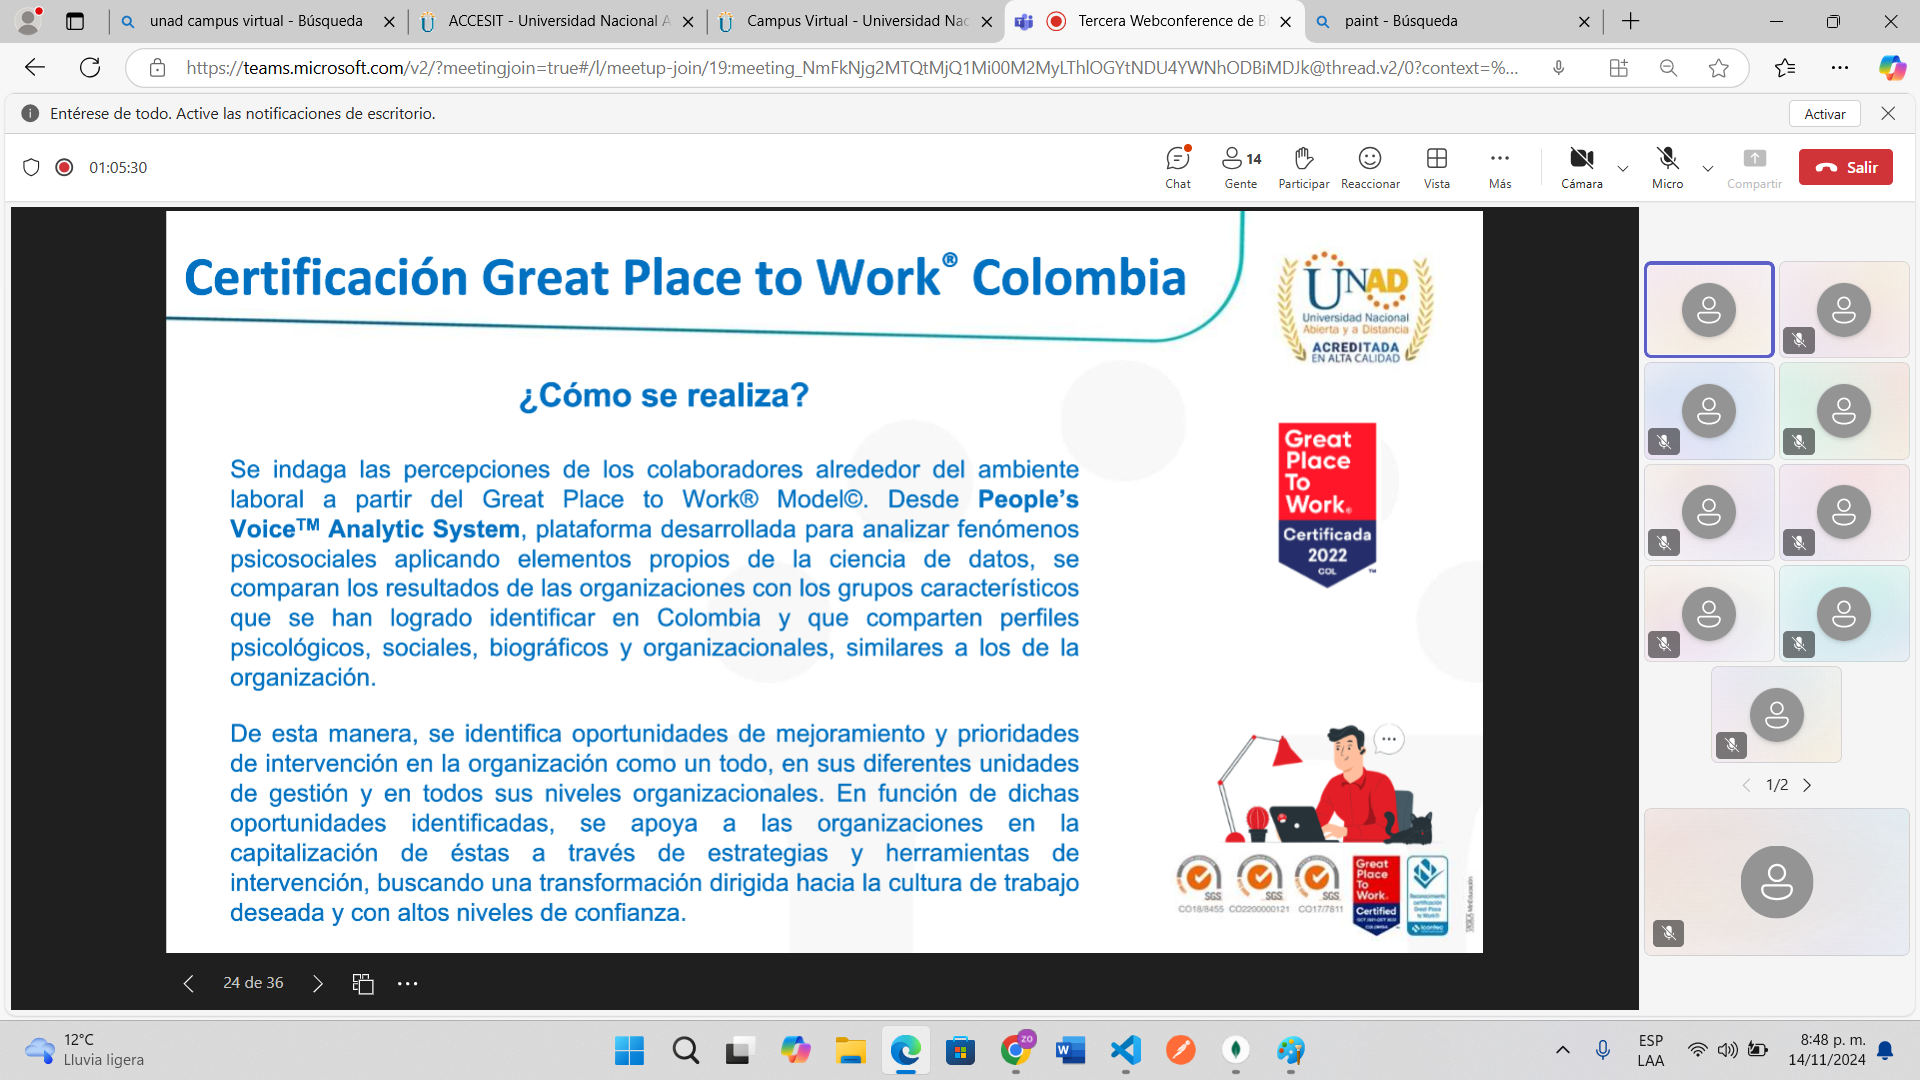 unad campus virtual - Búsqueda
ACCESIT - Universidad Nacional A
Campus Virtual - Universidad Nac
Tercera Webconference de Bi
paint - Búsqueda
https://teams.microsoft.com/v2/?meetingjoin=true#/l/meetup-join/19:meeting_NmFkNjg2MTQtMjQ1Mi00M2MyLThlOGYtNDU4YWNhODBiMDJk@thread.v2/0?context=%...
Entérese de todo. Active las notificaciones de escritorio.
Activar
01:05:30
Chat
14
Gente
Participar
Reaccionar
Vista
Más
Cámara
Micro
Compartir
Salir
Certificación Great Place to Work® Colombia
UNAD
Universidad Nacional
Abierta y a Distancia
ACREDITADA
EN ALTA CALIDAD
¿Cómo se realiza?
Se indaga las percepciones de los colaboradores alrededor del ambiente
laboral a partir del Great Place to Work® Model©. Desde People's
Voice™ Analytic System, plataforma desarrollada para analizar fenómenos
psicosociales aplicando elementos propios de la ciencia de datos, se
comparan los resultados de las organizaciones con los grupos característicos
que se han logrado identificar en Colombia y que comparten perfiles
psicológicos, sociales, biográficos y organizacionales, similares a los de la
organización.
De esta manera, se identifica oportunidades de mejoramiento y prioridades
de intervención en la organización como un todo, en sus diferentes unidades
de gestión y en todos sus niveles organizacionales. En función de dichas
oportunidades identificadas, se apoya a las organizaciones en la
capitalización de éstas a través de estrategias y herramientas de
intervención, buscando una transformación dirigida hacia la cultura de trabajo
deseada y con altos niveles de confianza.
Great
Place
To
Work®
Certificada
2022
COL
™
SGS
SGS
SGS
CO18/8455
CO2200000121
CO17/7811
Great
Place
To
Work®
Certified
COLOMBIA
Reconocimiento
certificación
Great Place
to Work®
icontec
24 de 36
1/2
12°C
Lluvia ligera
ZO
ESP
LAA
8:48 p. m.
14/11/2024